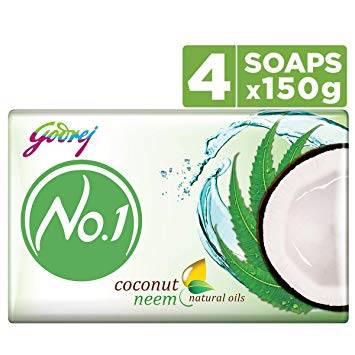 4 SOAPS
x150g
Godrej
No.1
coconut
neem natural oils